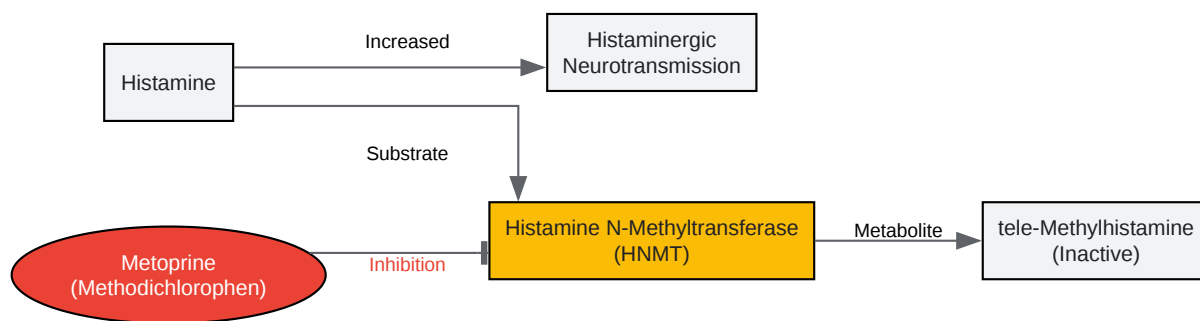 Increased
Histaminergic
Neurotransmission
Histamine
Substrate
Histamine N-Methyltransferase
(HNMT)
Metabolite
tele-Methylhistamine
(Inactive)
Metoprine
(Methodichlorophen)
Inhibition